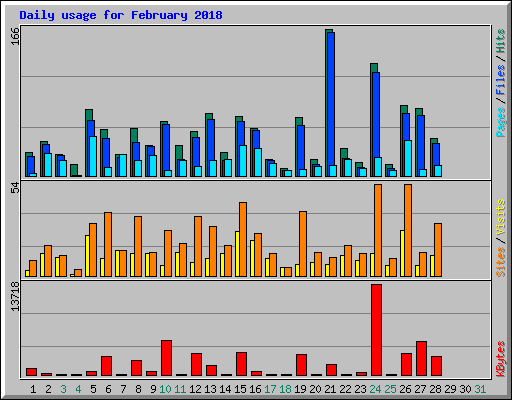 Daily usage for February 2018
166
Pages / Files / Hits
54
Sites / Visits
13718
KBytes
1 2 3 4 5 6 7 8 9 10 11 12 13 14 15 16 17 18 19 20 21 22 23 24 25 26 27 28 29 30 31